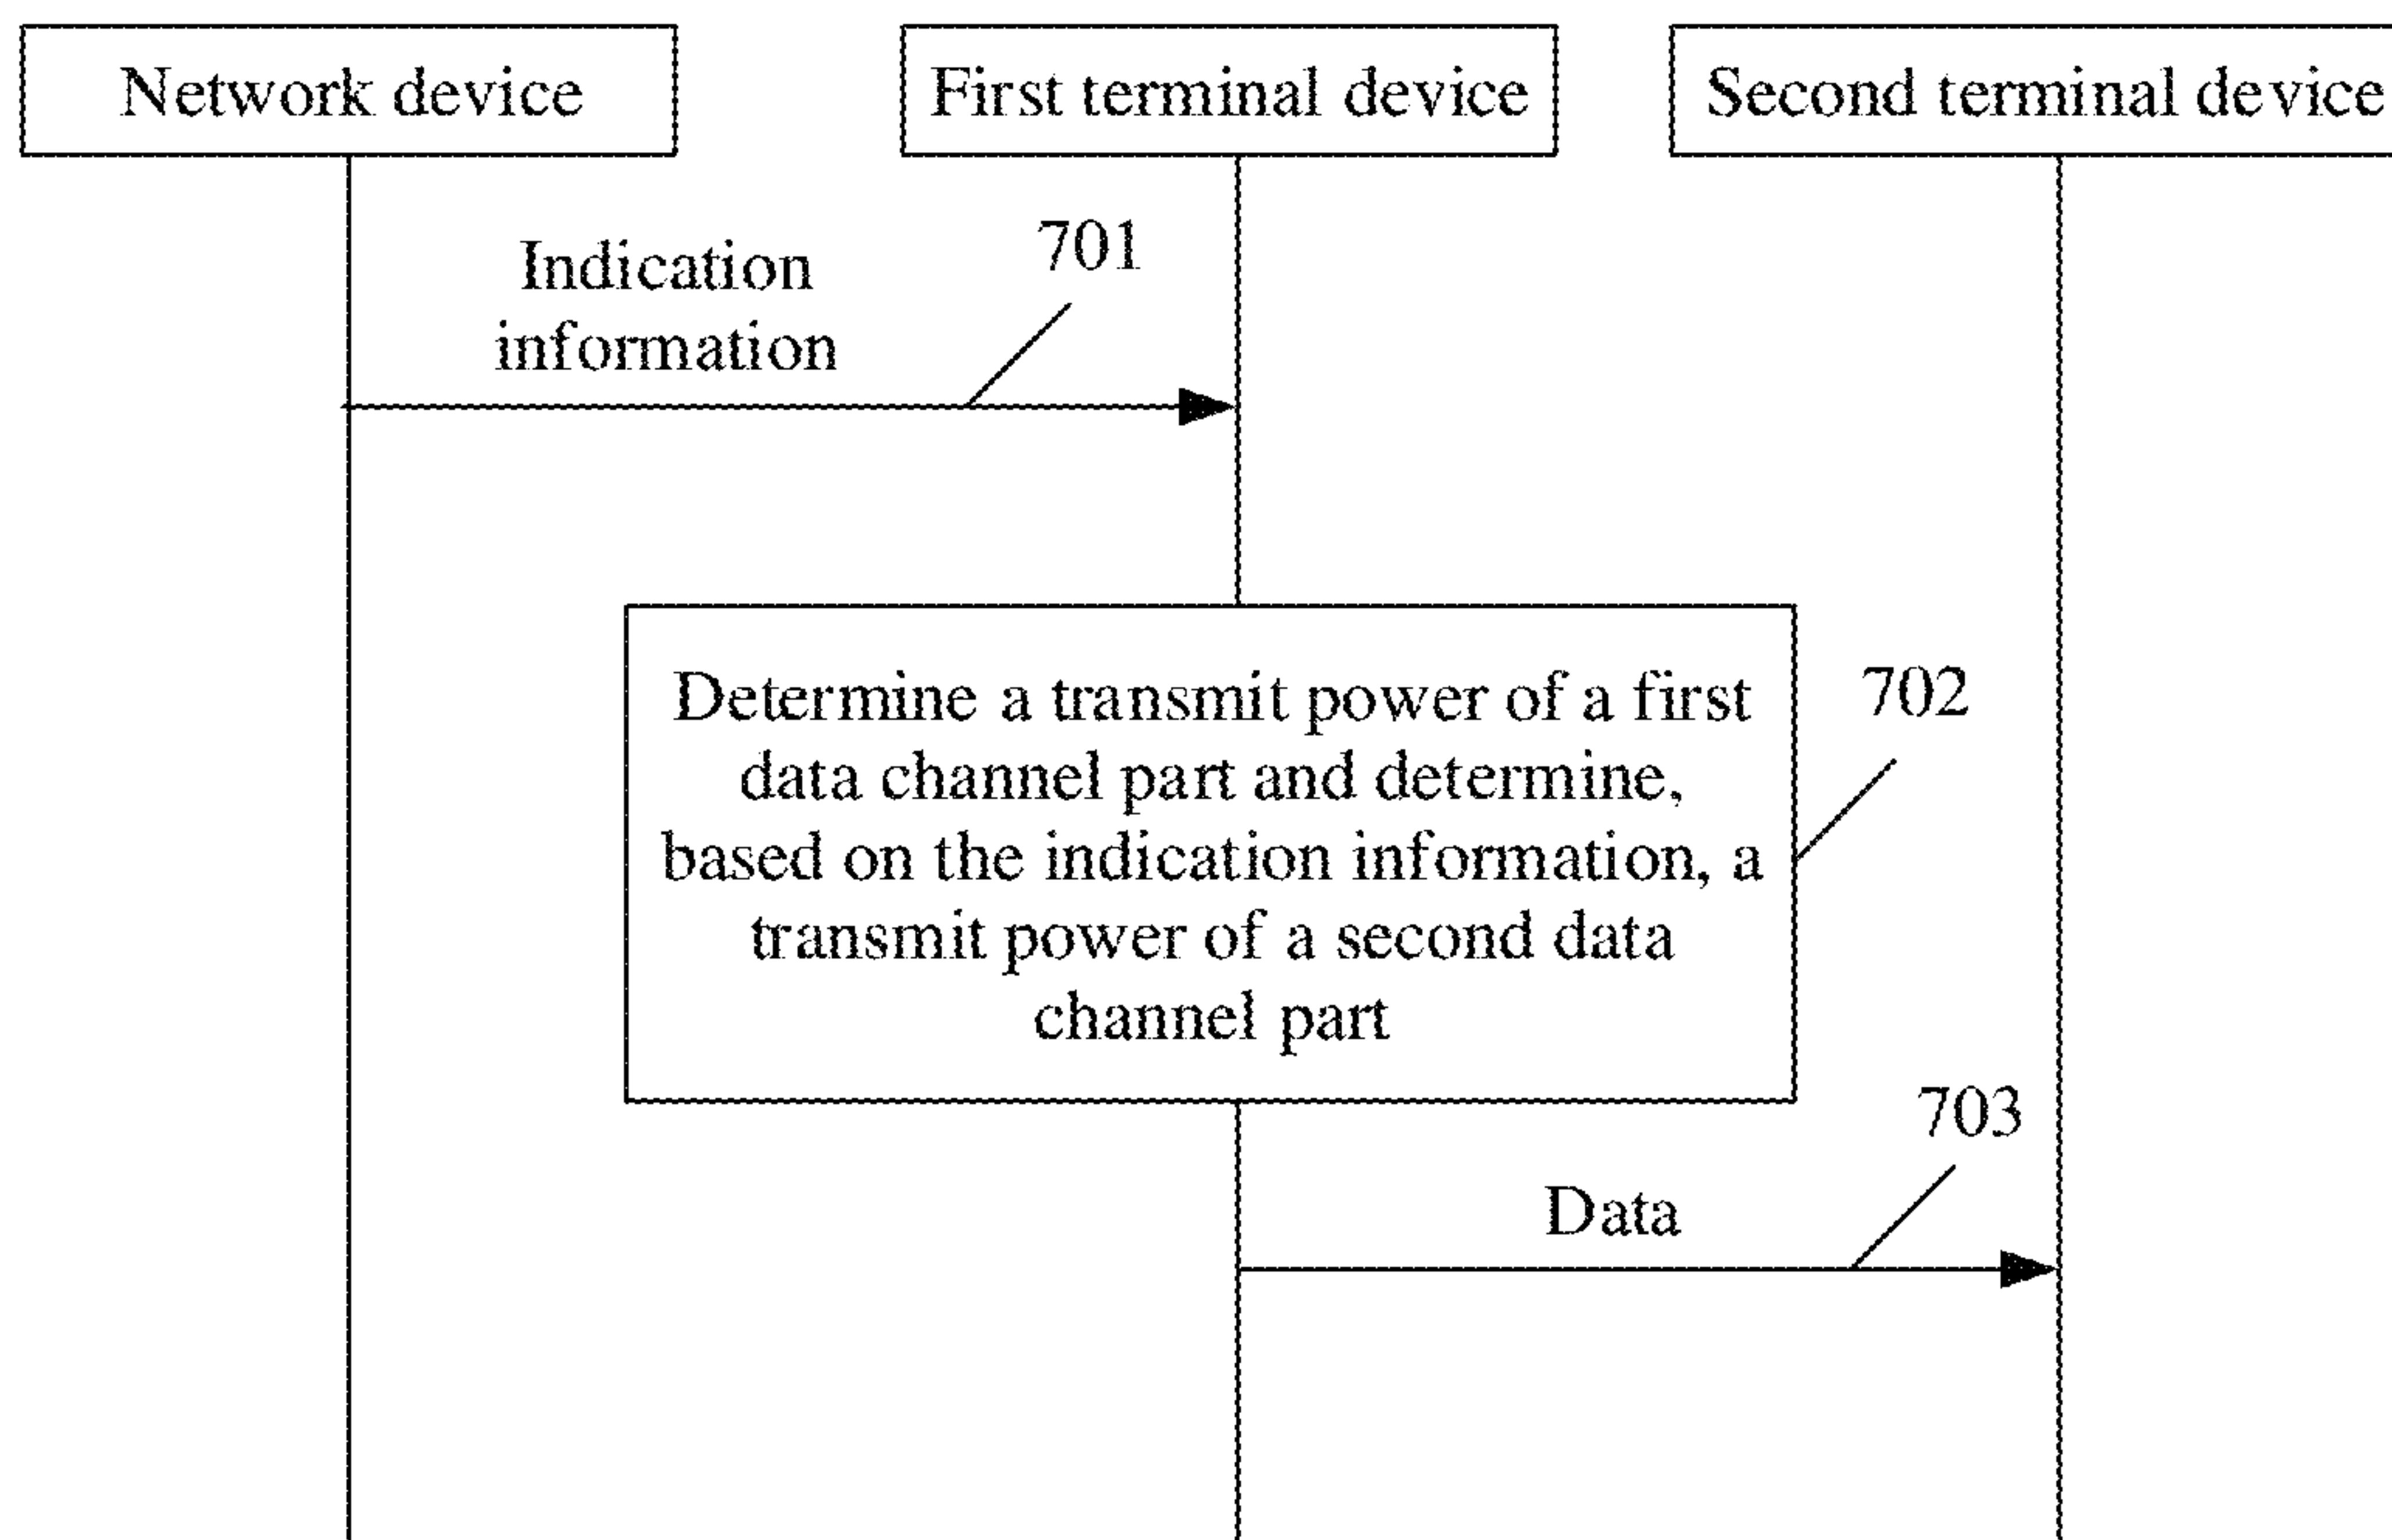 Network device
First terminal device
Second terminal device
Indication
information
701
Determine a transmit power of a first
data channel part and determine,
based on the indication information, a
transmit power of a second data
channel part
702
703
Data